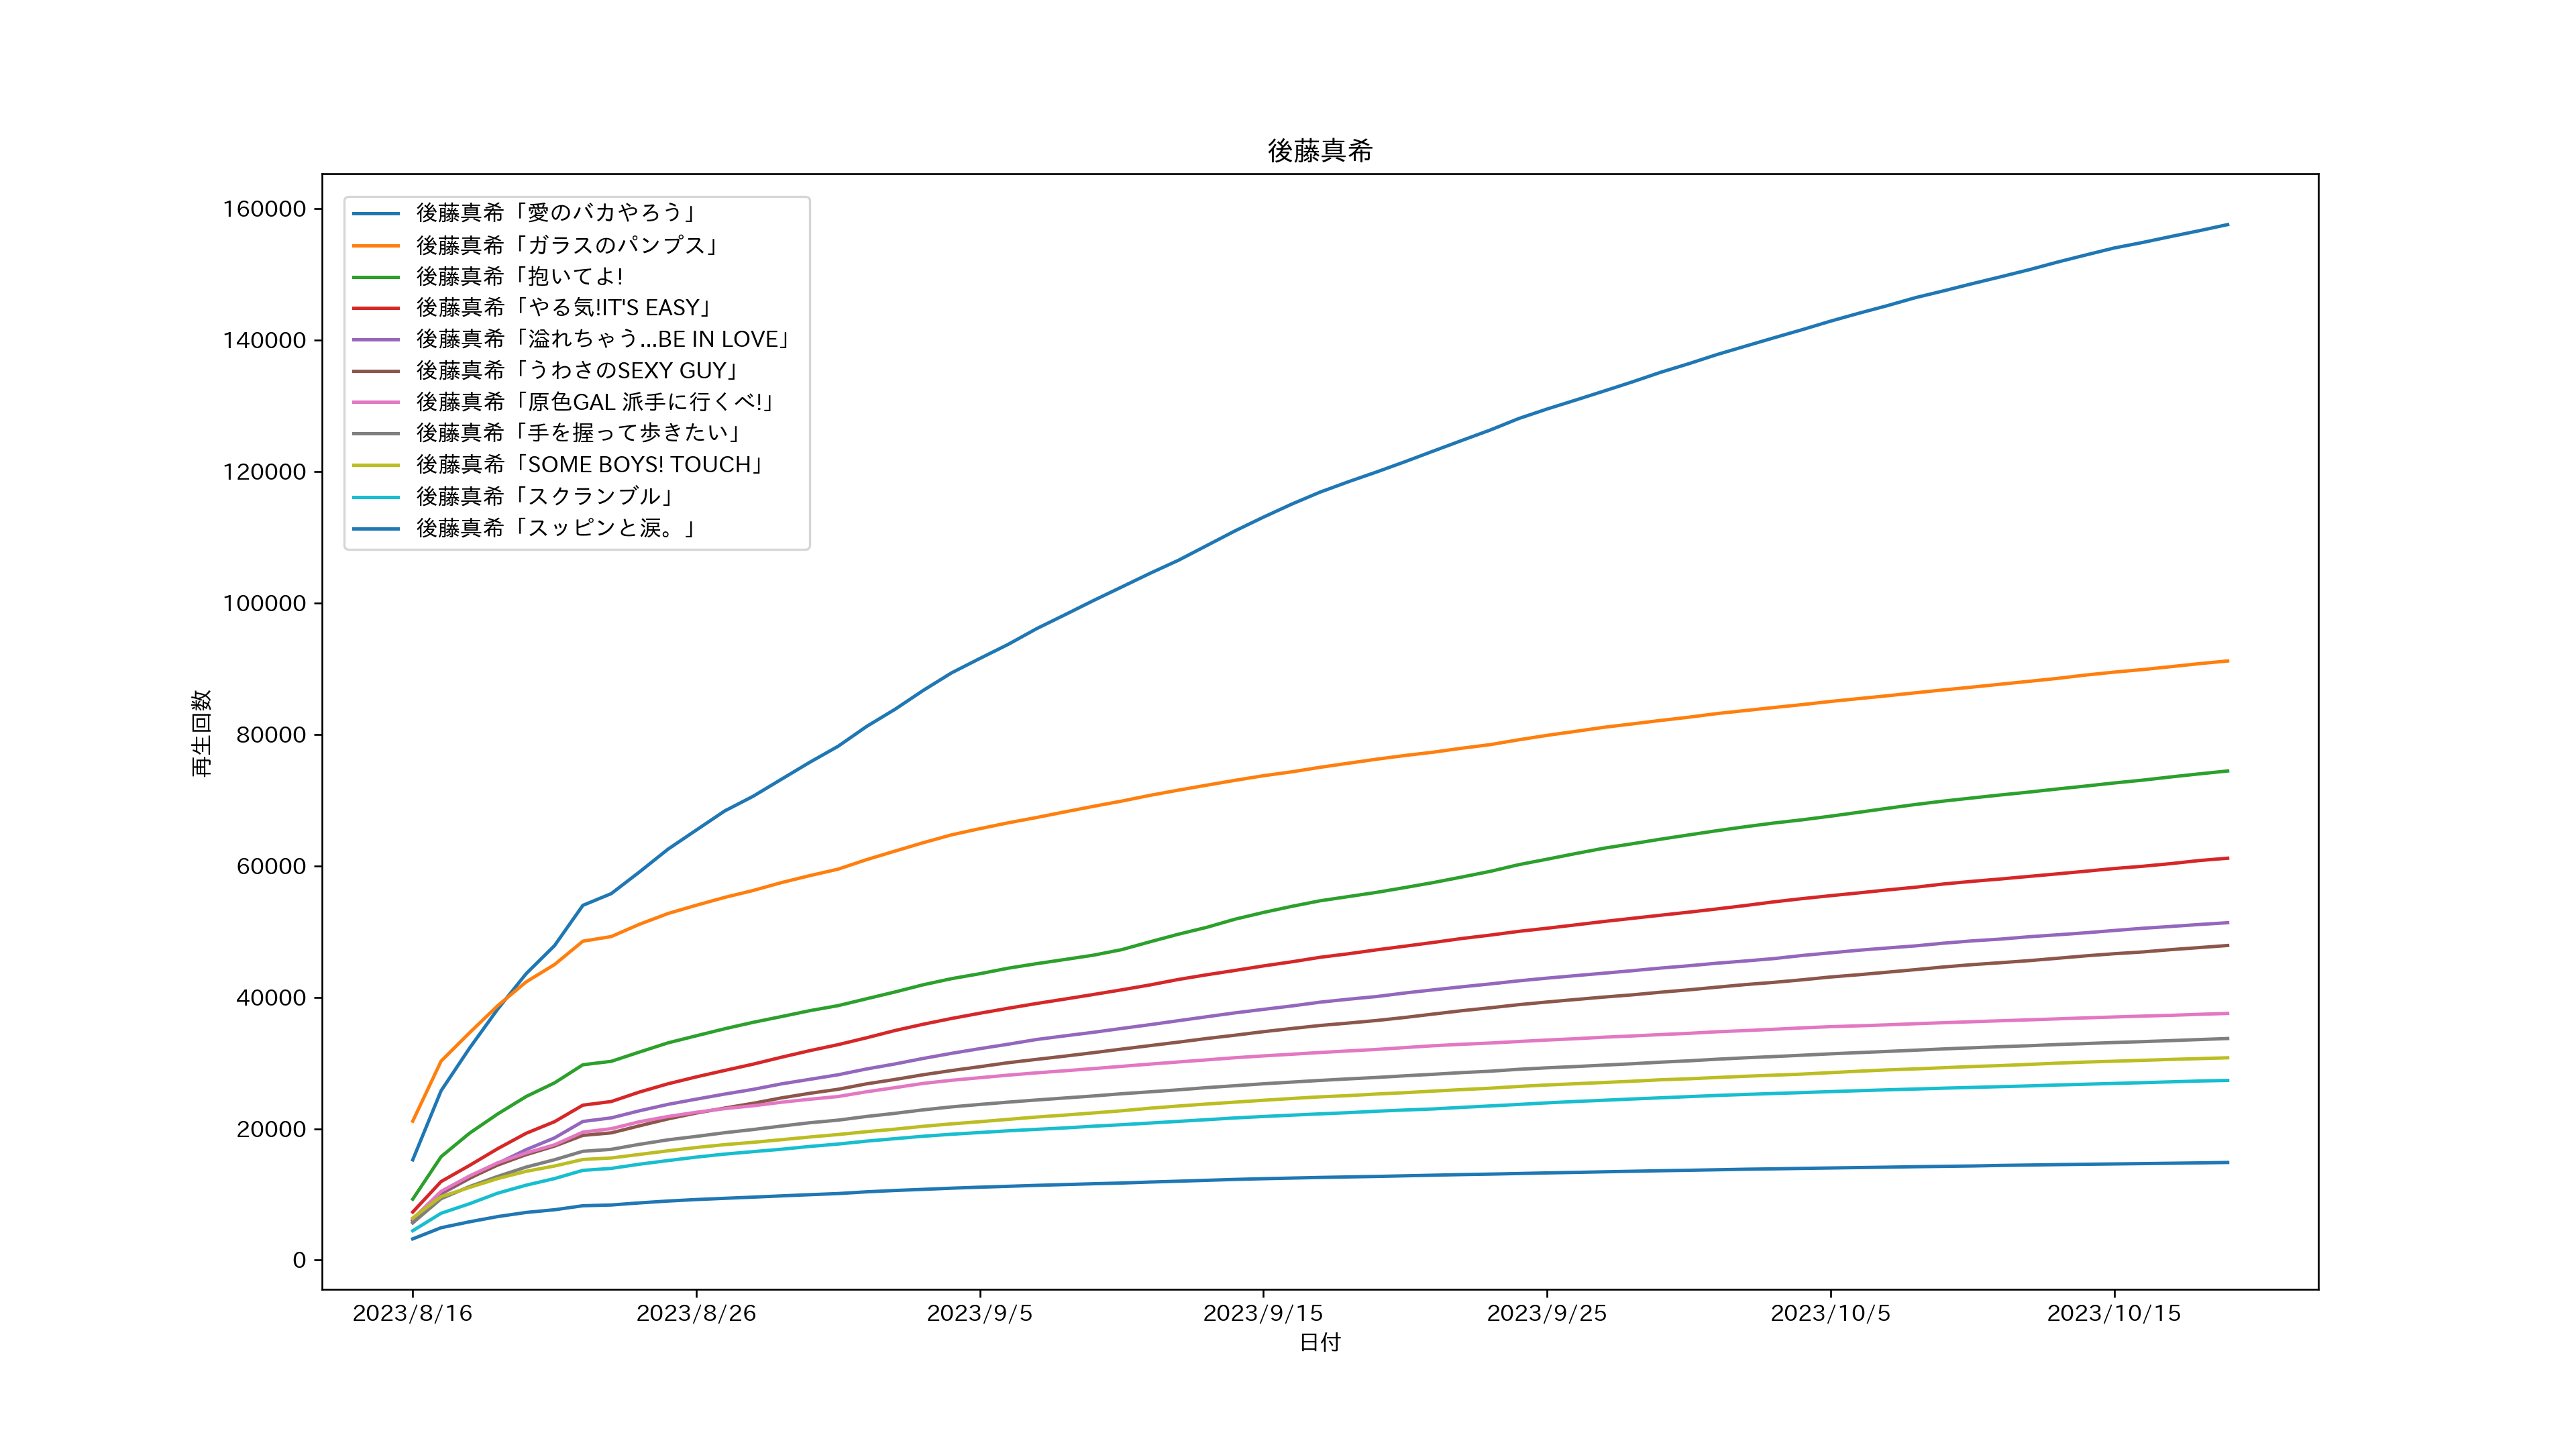 後藤真希
160000
140000
120000
100000
80000
60000
40000
20000
0
再生回数
後藤真希「愛のバカやろう」
後藤真希「ガラスのパンプス」
後藤真希「抱いてよ!
後藤真希「やる気!IT'S EASY」
後藤真希「溢れちゃう...BE IN LOVE」
後藤真希「うわさのSEXY GUY」
後藤真希「原色GAL 派手に行くべ!」
後藤真希「手を握って歩きたい」
後藤真希「SOME BOYS! TOUCH」
後藤真希「スクランブル」
後藤真希「スッピンと涙。」
2023/8/16 2023/8/26 2023/9/5 2023/9/15 2023/9/25 2023/10/5 2023/10/15
日付